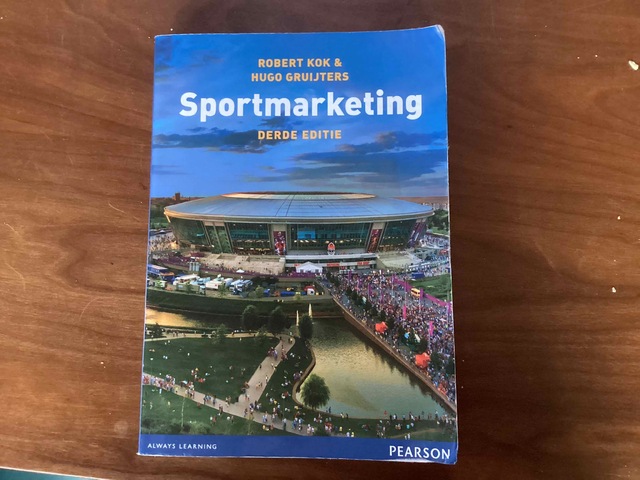 ROBERT KOK &
HUGO GRUIJTERS
Sportmarketing
DERDE EDITIE
ALWAYS LEARNING
PEARSON